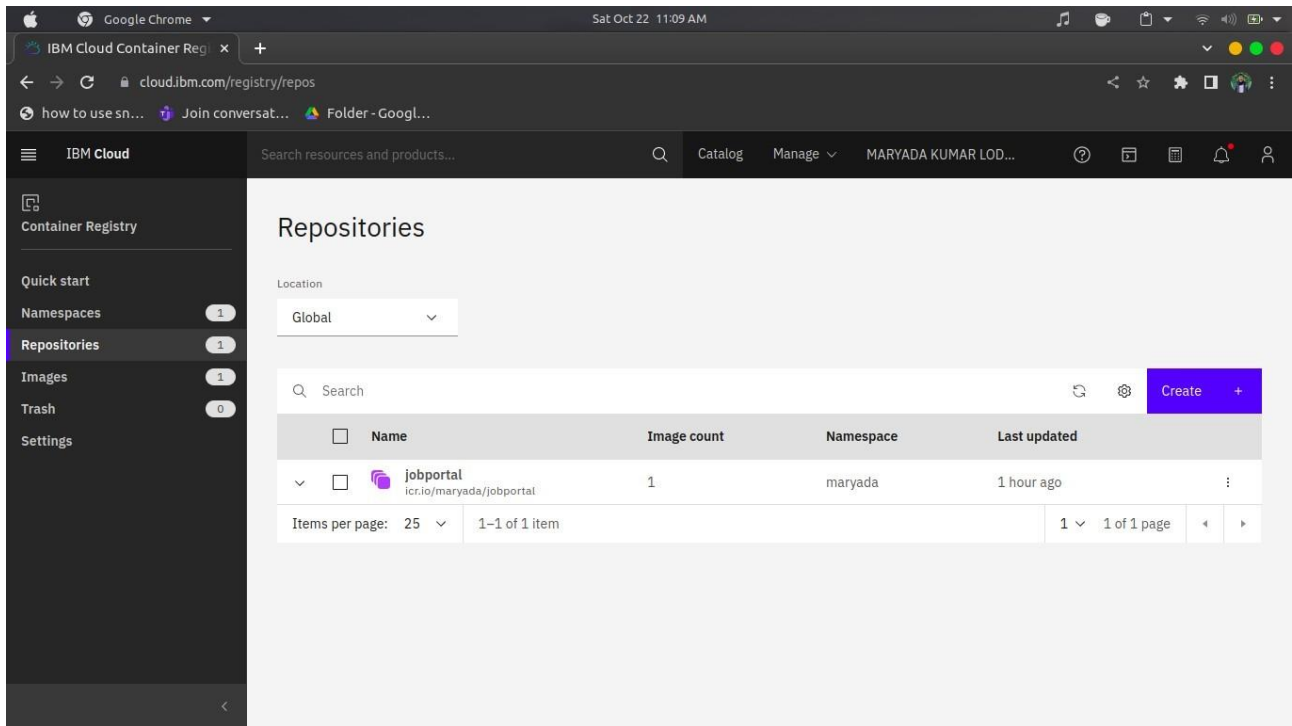 Google Chrome
Sat Oct 22 11:09 AM
IBM Cloud Container Regi
cloud.ibm.com/registry/repos
how to use sn...
Join conversat...
Folder - Googl...
IBM Cloud
Search resources and products...
Catalog
Manage
MARYADA KUMAR LOD...
Container Registry
Quick start
Namespaces 1
Repositories 1
Images 1
Trash 0
Settings
Repositories
Location
Global
Search
Create +
Name Image count Namespace Last updated
jobportal 1 maryada 1 hour ago
icr.io/maryada/jobportal
Items per page: 25 1–1 of 1 item 1 1 of 1 page